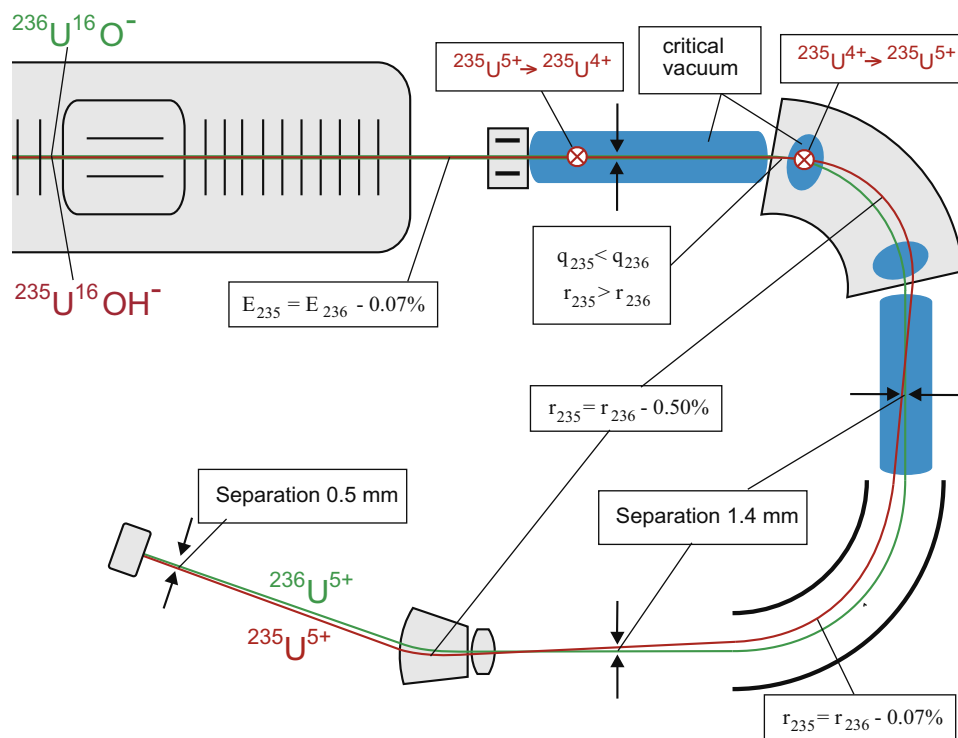 ²³⁶U¹⁶O⁻
²³⁵U⁵⁺→ ²³⁵U⁴⁺
critical
vacuum
²³⁵U⁴⁺→ ²³⁵U⁵⁺
²³⁵U¹⁶OH⁻
E₂₃₅ = E₂₃₆ - 0.07%
q₂₃₅< q₂₃₆
r₂₃₅> r₂₃₆
r₂₃₅= r₂₃₆ - 0.50%
Separation 0.5 mm
Separation 1.4 mm
²³⁶U⁵⁺
²³⁵U⁵⁺
r₂₃₅= r₂₃₆ - 0.07%